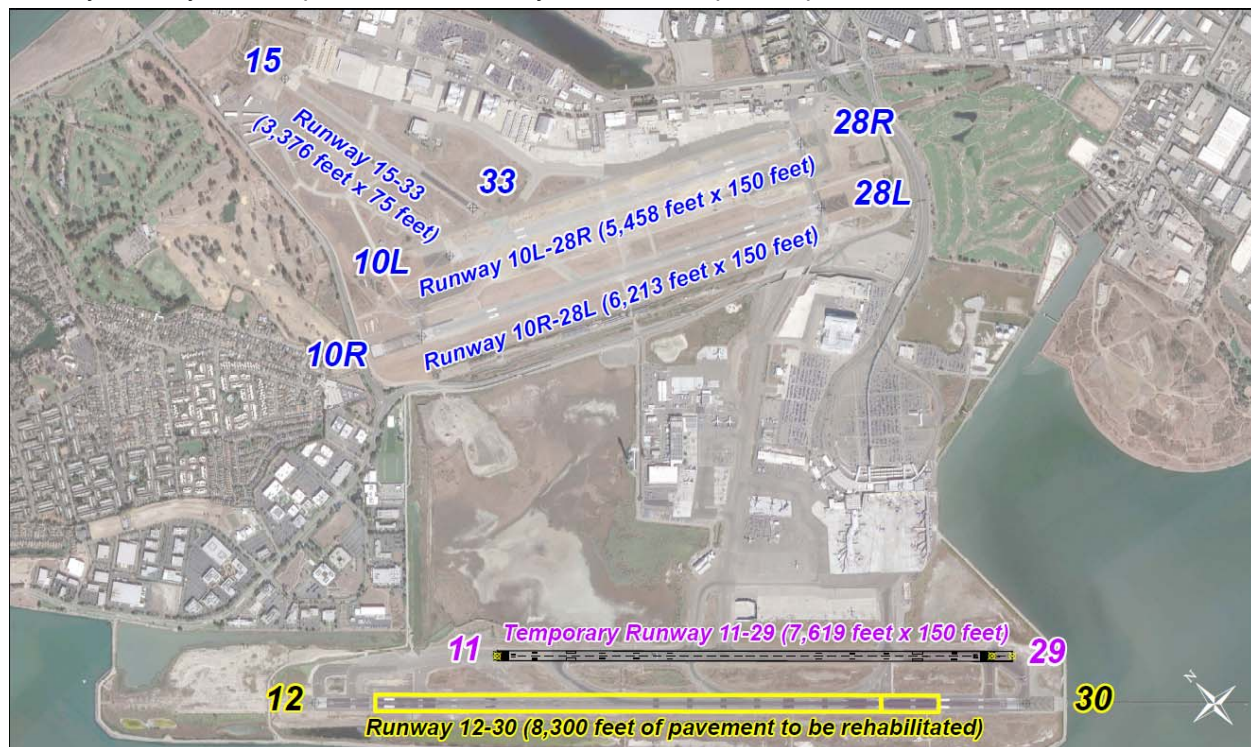 15
Runway 15-33
(3,376 feet x 75 feet)
33
28R
28L
10L
Runway 10L-28R (5,458 feet x 150 feet)
10R
Runway 10R-28L (6,213 feet x 150 feet)
Temporary Runway 11-29 (7,619 feet x 150 feet)
11
29
12
30
Runway 12-30 (8,300 feet of pavement to be rehabilitated)
N